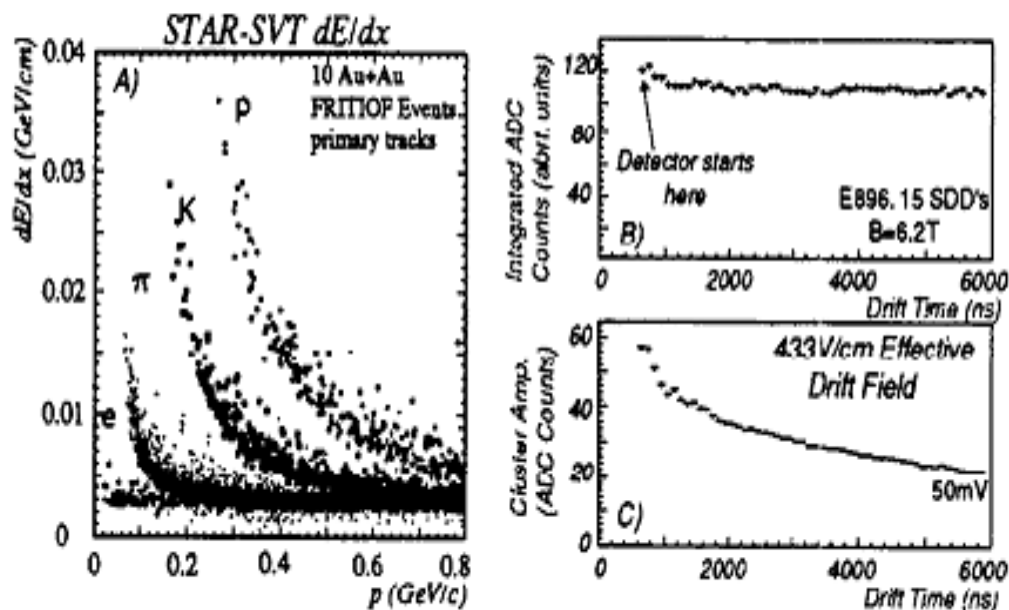 STAR-SVT dE/dx
A)
10 Au+Au
FRITIOF Events
primary tracks
p
K
π
e
dE/dx (GeV/cm)
0.04
0.03
0.02
0.01
0
0
0.2
0.4
0.6
0.8
p (GeV/c)
Integrated ADC
Counts (abrt. units)
120
80
40
0
Detector starts
here
E896. 15 SDD's
B=6.2T
B)
0
2000
4000
6000
Drift Time (ns)
Cluster Amp.
(ADC Counts)
60
40
20
0
433V/cm Effective
Drift Field
50mV
C)
0
2000
4000
6000
Drift Time (ns)